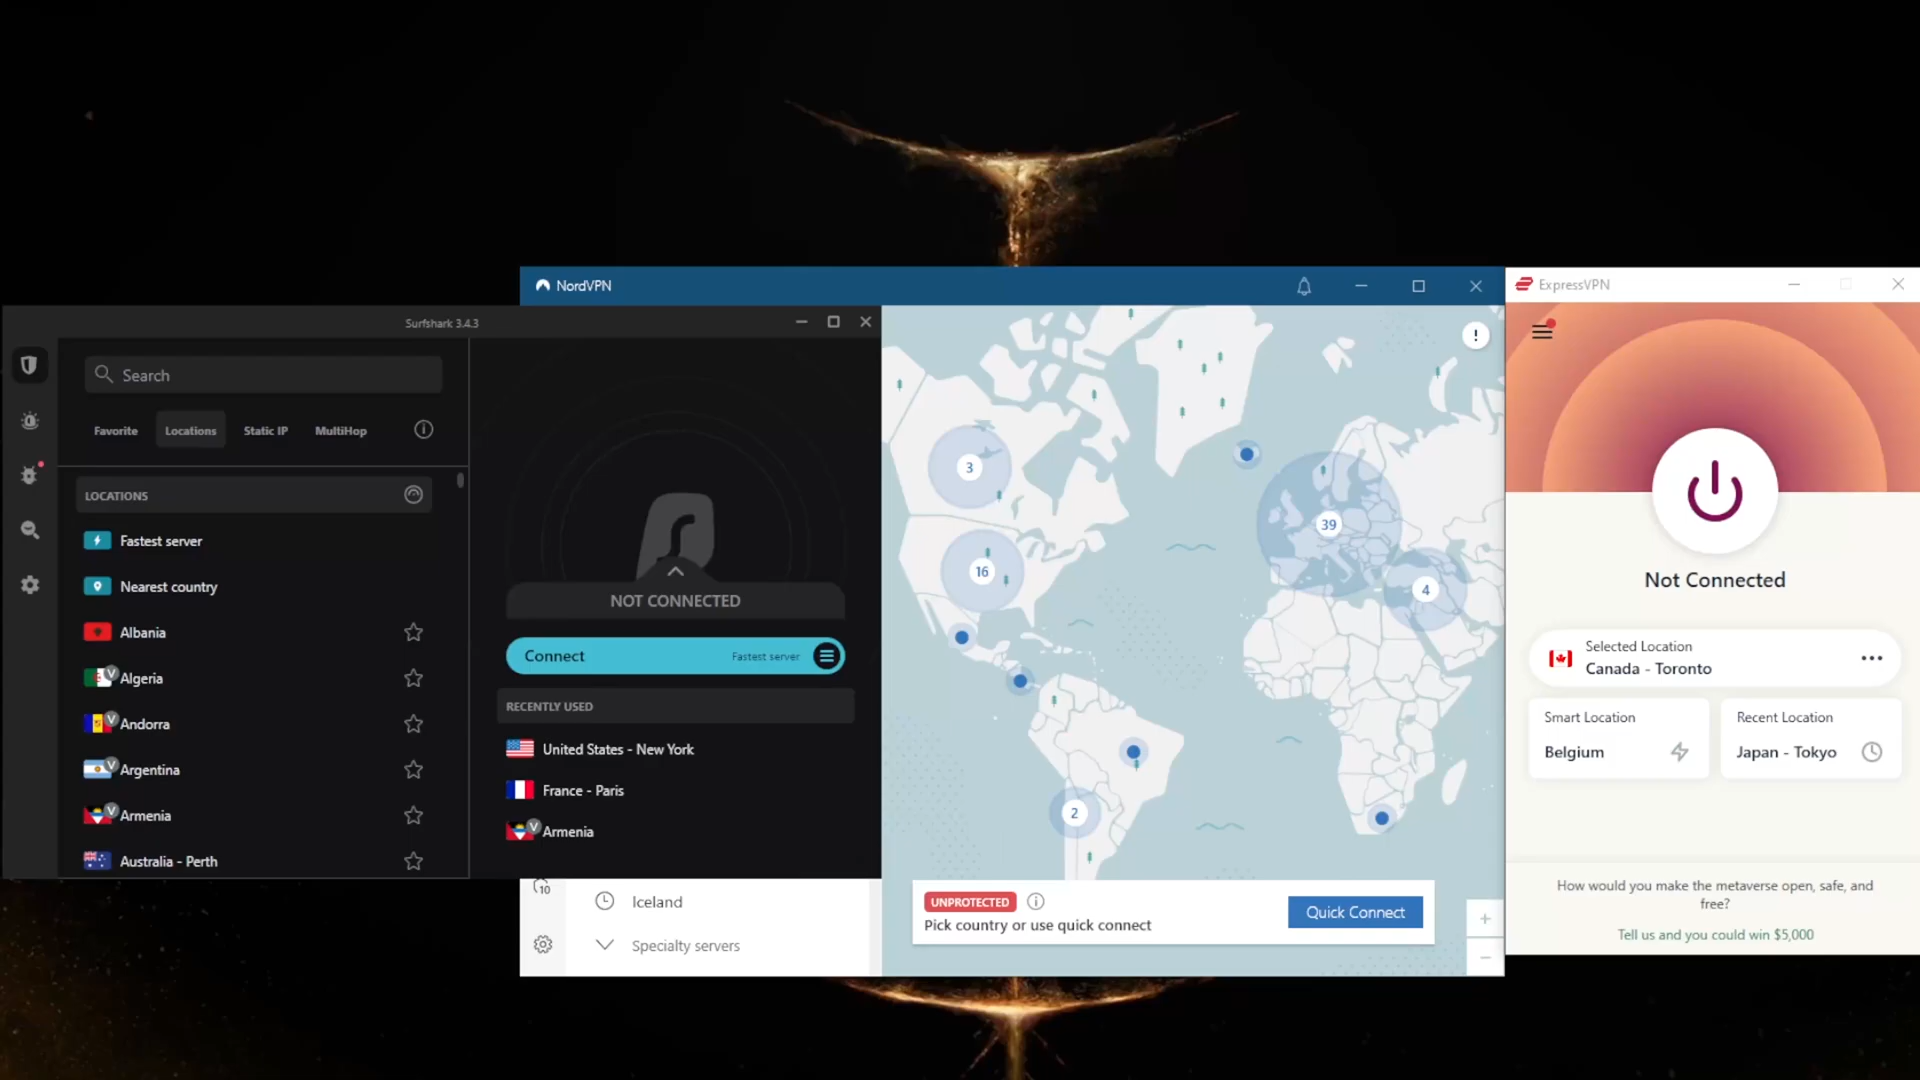 NordVPN
Surfshark 3.4.3
Search
Favorite
Locations
Static IP
MultiHop
LOCATIONS
Fastest server
Nearest country
Albania
V
Algeria
V
Andorra
V
Argentina
V
Armenia
Australia - Perth
NOT CONNECTED
Connect
Fastest server
RECENTLY USED
United States - New York
France - Paris
V
Armenia
10
Iceland
Specialty servers
!
3
16
39
4
2
UNPROTECTED
Pick country or use quick connect
Quick Connect
+
−
ExpressVPN
Not Connected
Selected Location
Canada - Toronto
Smart Location
Belgium
Recent Location
Japan - Tokyo
How would you make the metaverse open, safe, and
free?
Tell us and you could win $5,000